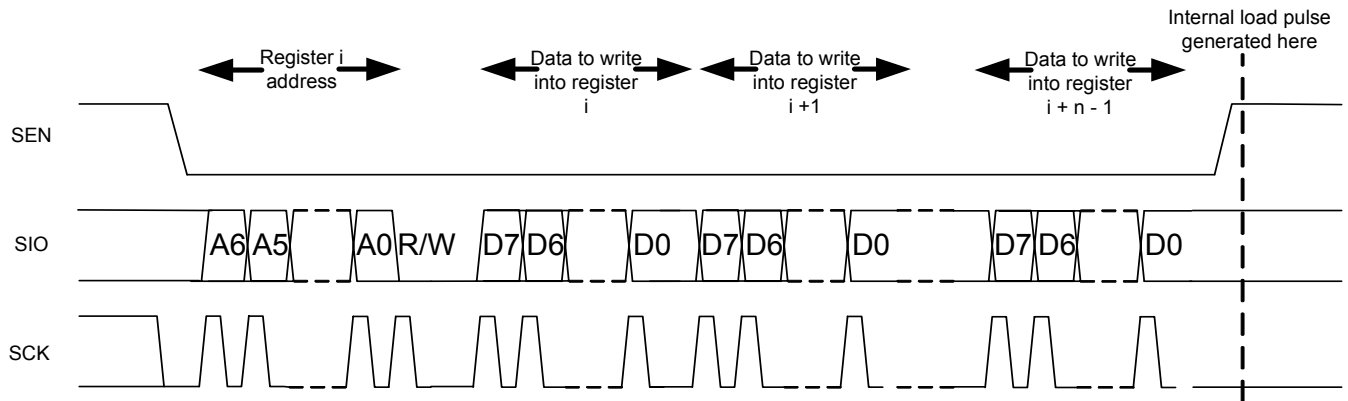 Internal load pulse
generated here
Register i
address
Data to write
into register
i
Data to write
into register
i +1
Data to write
into register
i + n - 1
SEN
SIO
A6 A5 A0 R/W D7 D6 D0 D7 D6 D0 D7 D6 D0
SCK